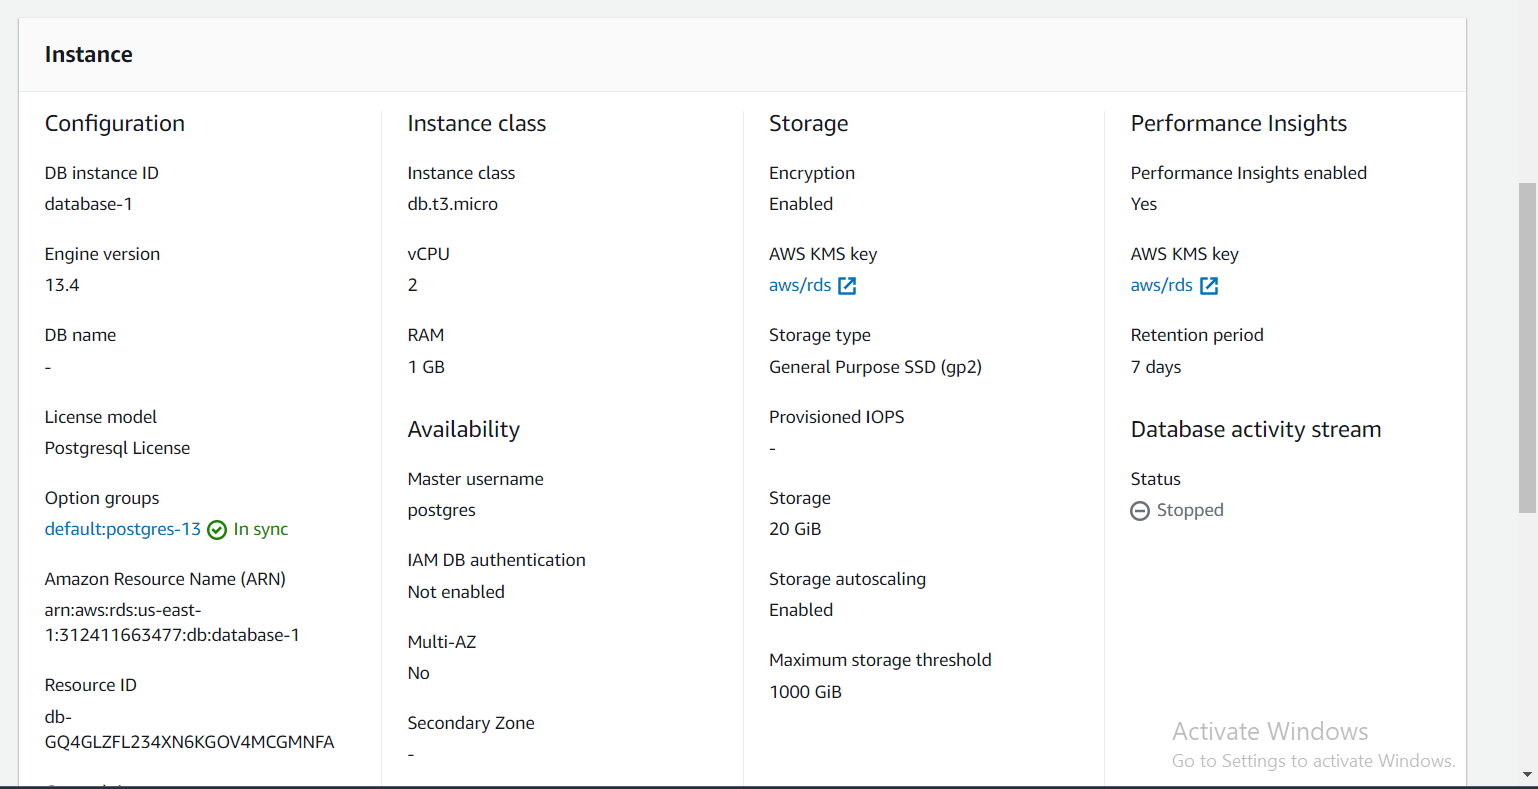 Instance
Configuration
DB instance ID
database-1
Engine version
13.4
DB name
-
License model
Postgresql License
Option groups
default:postgres-13 In sync
Amazon Resource Name (ARN)
arn:aws:rds:us-east-
1:312411663477:db:database-1
Resource ID
db-
GQ4GLZFL234XN6KGOV4MCGMNFA
Instance class
Instance class
db.t3.micro
vCPU
2
RAM
1 GB
Availability
Master username
postgres
IAM DB authentication
Not enabled
Multi-AZ
No
Secondary Zone
-
Storage
Encryption
Enabled
AWS KMS key
aws/rds
Storage type
General Purpose SSD (gp2)
Provisioned IOPS
-
Storage
20 GiB
Storage autoscaling
Enabled
Maximum storage threshold
1000 GiB
Performance Insights
Performance Insights enabled
Yes
AWS KMS key
aws/rds
Retention period
7 days
Database activity stream
Status
Stopped
Activate Windows
Go to Settings to activate Windows.